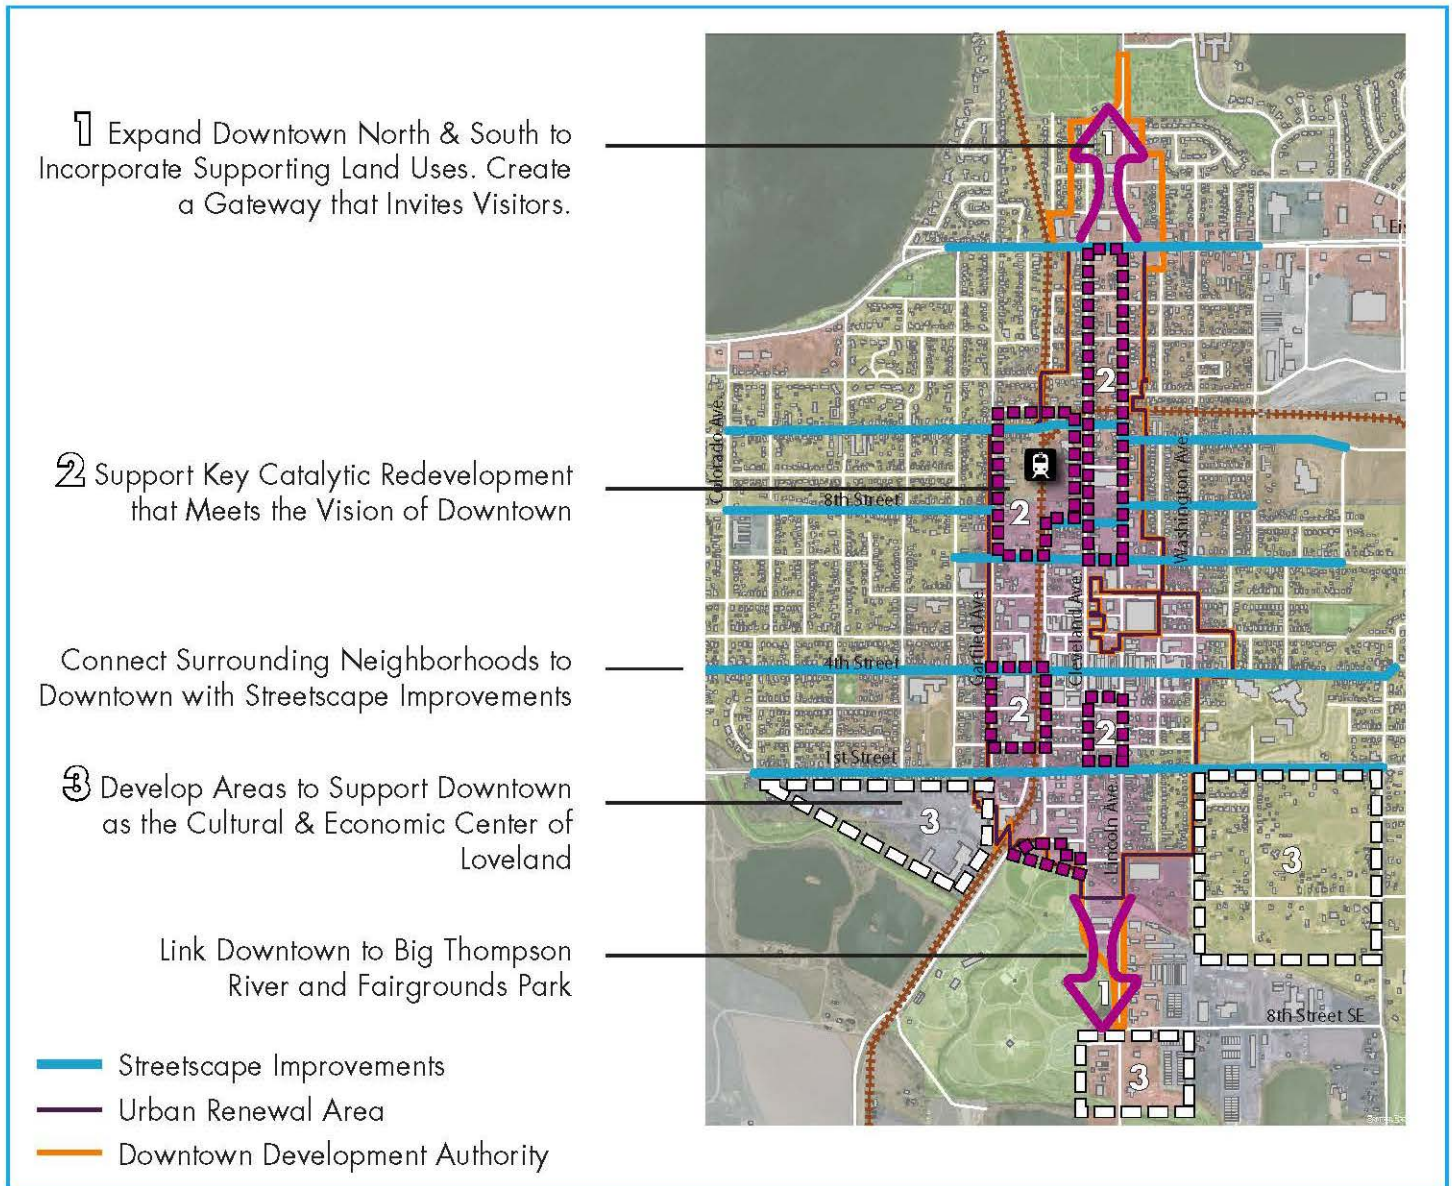 1 Expand Downtown North & South to
Incorporate Supporting Land Uses. Create
a Gateway that Invites Visitors.
2 Support Key Catalytic Redevelopment
that Meets the Vision of Downtown
Connect Surrounding Neighborhoods to
Downtown with Streetscape Improvements
3 Develop Areas to Support Downtown
as the Cultural & Economic Center of
Loveland
Link Downtown to Big Thompson
River and Fairgrounds Park
Streetscape Improvements
Urban Renewal Area
Downtown Development Authority
1
Eis
2
Colorado Ave.
Washington Ave.
8th Street
2
Garfiled Ave.
Cleveland Ave.
4th Street
2
2
1st Street
Lincoln Ave.
3
3
1
8th Street SE
3